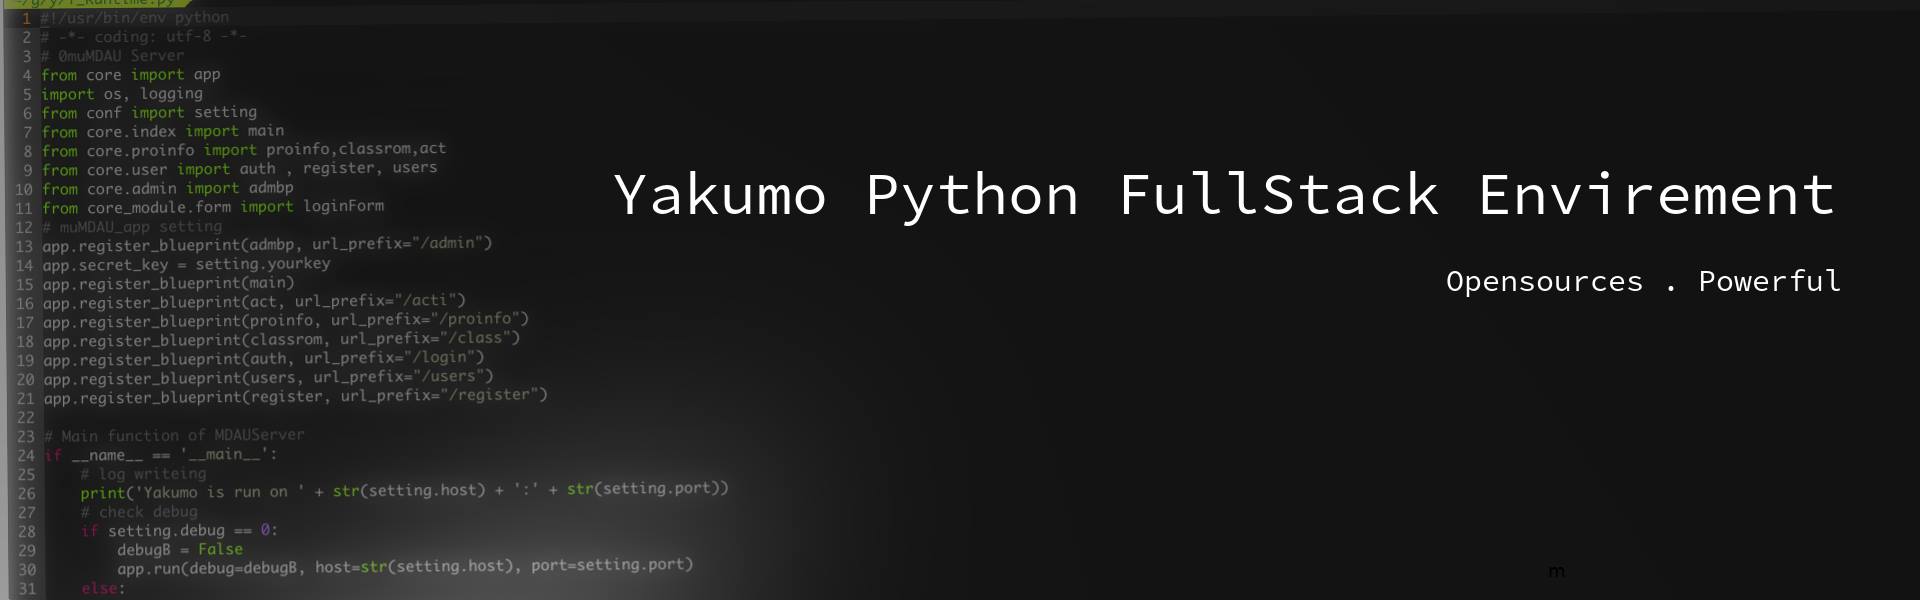 ~/g/y/Y_Runtime.py
1 #!/usr/bin/env python
2 # -*- coding: utf-8 -*-
3 # 0muMDAU Server
4 from core import app
5 import os, logging
6 from conf import setting
7 from core.index import main
8 from core.proinfo import proinfo,classrom,act
9 from core.user import auth , register, users
10 from core.admin import admbp
11 from core_module.form import loginForm
12 # muMDAU_app setting
13 app.register_blueprint(admbp, url_prefix="/admin")
14 app.secret_key = setting.yourkey
15 app.register_blueprint(main)
16 app.register_blueprint(act, url_prefix="/acti")
17 app.register_blueprint(proinfo, url_prefix="/proinfo")
18 app.register_blueprint(classrom, url_prefix="/class")
19 app.register_blueprint(auth, url_prefix="/login")
20 app.register_blueprint(users, url_prefix="/users")
21 app.register_blueprint(register, url_prefix="/register")
22
23 # Main function of MDAUServer
24 if __name__ == '__main__':
25 # log writeing
26 print('Yakumo is run on ' + str(setting.host) + ':' + str(setting.port))
27 # check debug
28 if setting.debug == 0:
29 debugB = False
30 app.run(debug=debugB, host=str(setting.host), port=setting.port)
31 else:
Yakumo Python FullStack Envirement
Opensources . Powerful
m